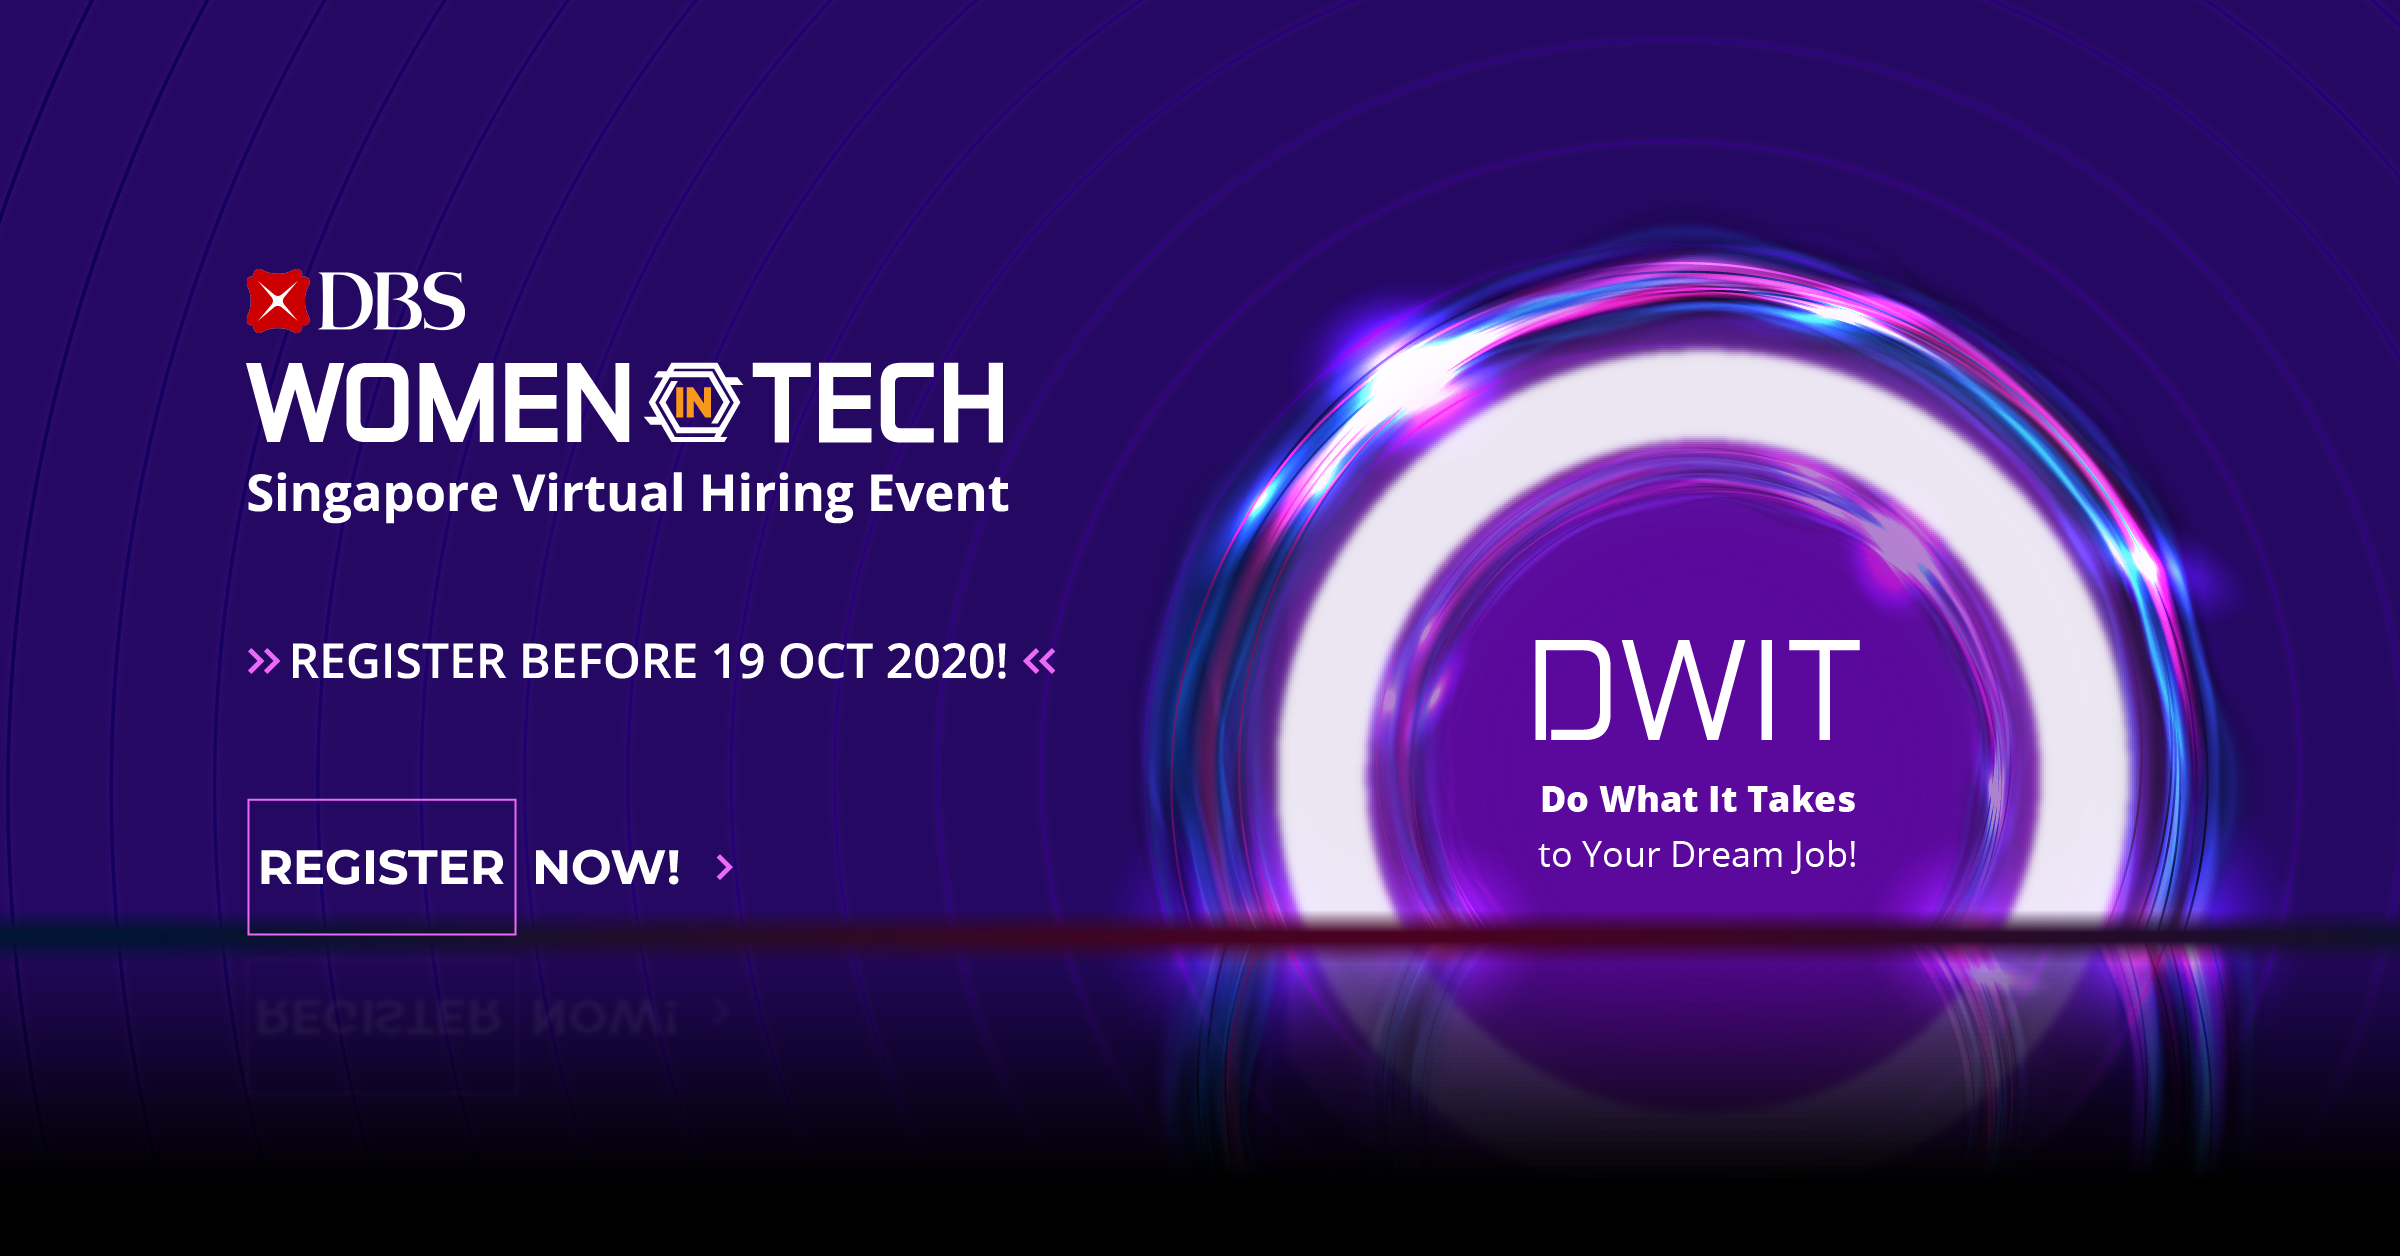 DBS
WOMEN IN TECH
Singapore Virtual Hiring Event
REGISTER BEFORE 19 OCT 2020!
REGISTER NOW!
DWIT
Do What It Takes
to Your Dream Job!